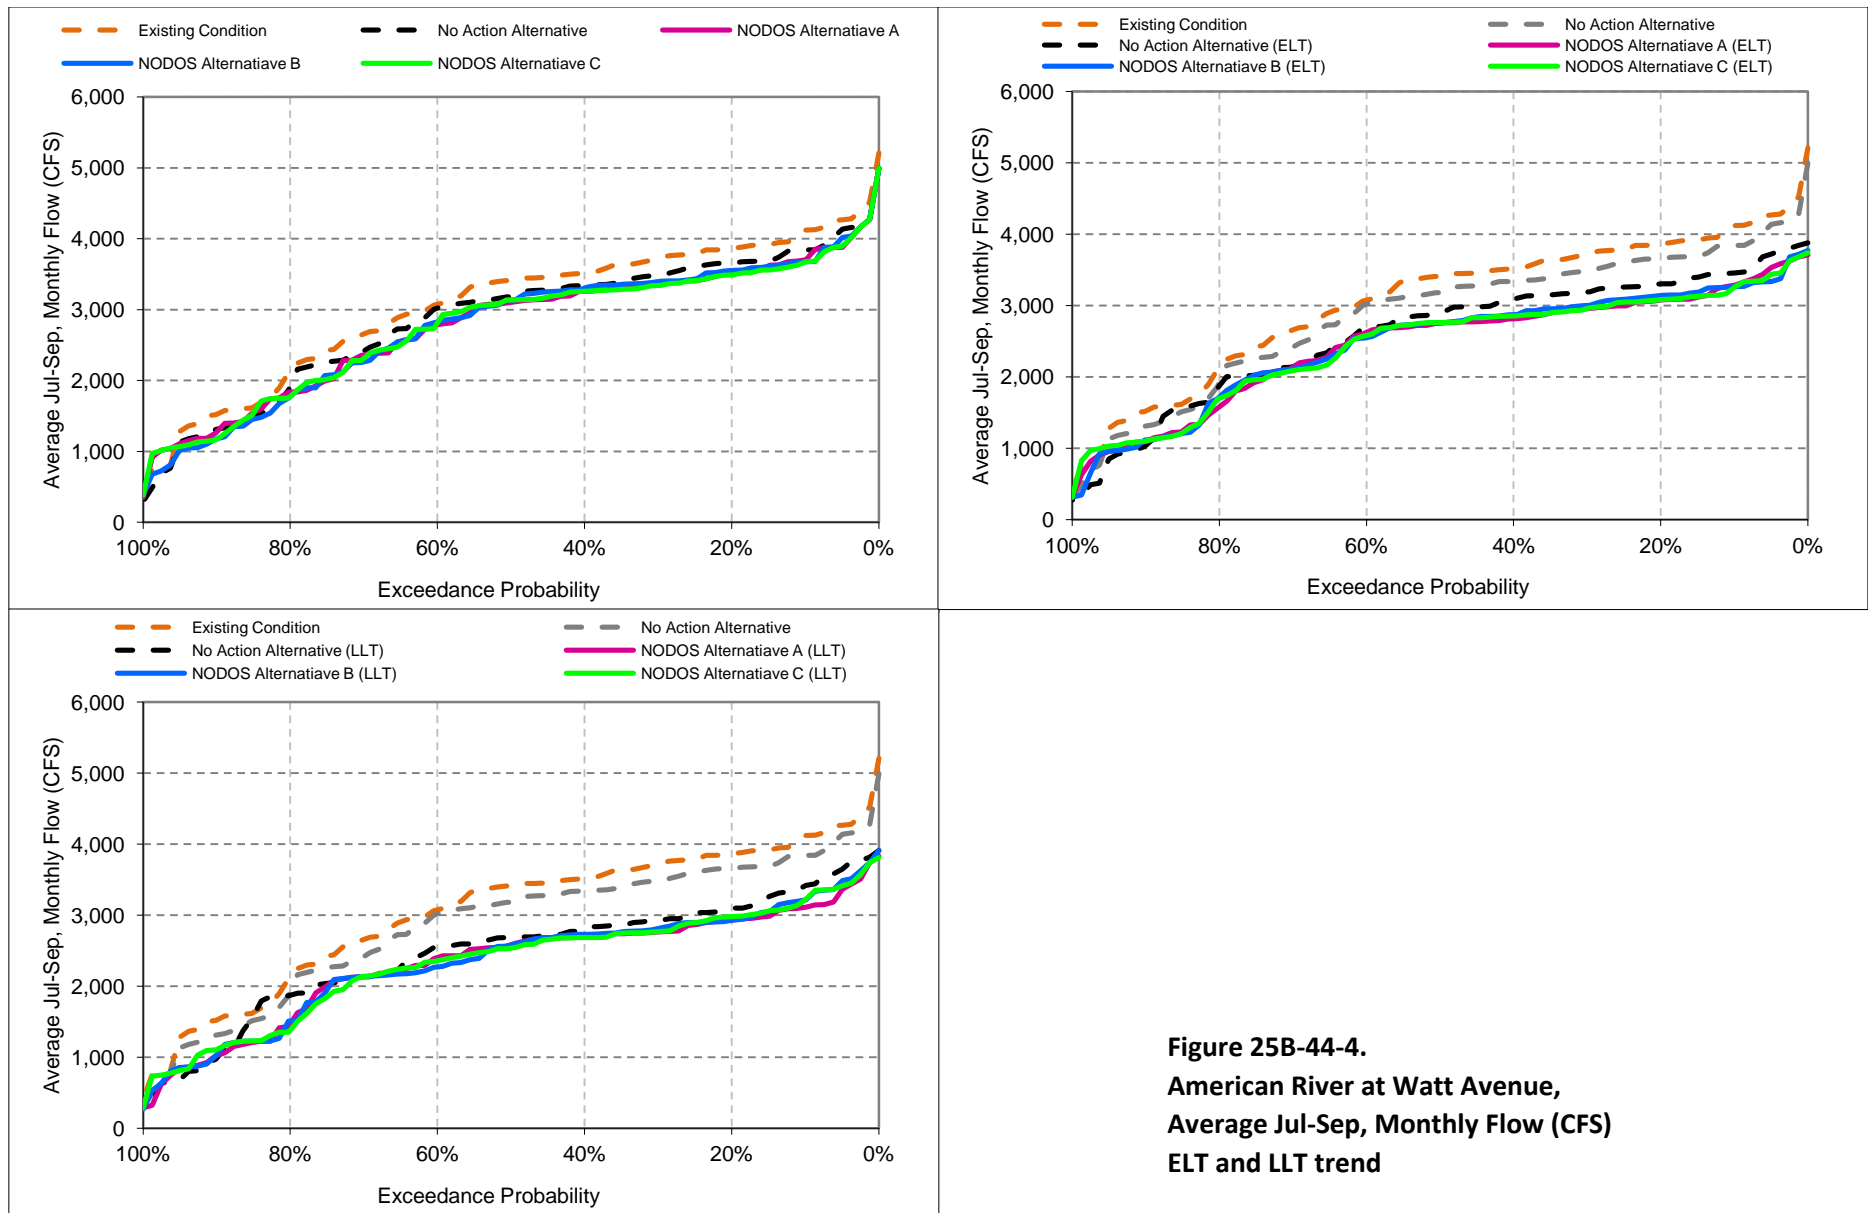 Existing Condition
No Action Alternative
NODOS Alternatiave A
NODOS Alternatiave B
NODOS Alternatiave C
6,000
5,000
4,000
3,000
2,000
1,000
0
Average Jul-Sep, Monthly Flow (CFS)
100%
80%
60%
40%
20%
0%
Exceedance Probability
Existing Condition
No Action Alternative
No Action Alternative (ELT)
NODOS Alternatiave A (ELT)
NODOS Alternatiave B (ELT)
NODOS Alternatiave C (ELT)
6,000
5,000
4,000
3,000
2,000
1,000
0
Average Jul-Sep, Monthly Flow (CFS)
100%
80%
60%
40%
20%
0%
Exceedance Probability
Existing Condition
No Action Alternative
No Action Alternative (LLT)
NODOS Alternatiave A (LLT)
NODOS Alternatiave B (LLT)
NODOS Alternatiave C (LLT)
6,000
5,000
4,000
3,000
2,000
1,000
0
Average Jul-Sep, Monthly Flow (CFS)
100%
80%
60%
40%
20%
0%
Exceedance Probability
Figure 25B-44-4.
American River at Watt Avenue,
Average Jul-Sep, Monthly Flow (CFS)
ELT and LLT trend